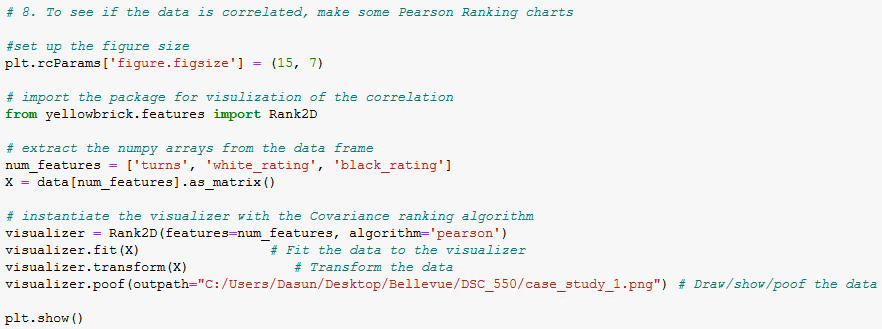 # 8. To see if the data is correlated, make some Pearson Ranking charts
#set up the figure size
plt.rcParams['figure.figsize'] = (15, 7)
# import the package for visulization of the correlation
from yellowbrick.features import Rank2D
# extract the numpy arrays from the data frame
num_features = ['turns', 'white_rating', 'black_rating']
X = data[num_features].as_matrix()
# instantiate the visualizer with the Covariance ranking algorithm
visualizer = Rank2D(features=num_features, algorithm='pearson')
visualizer.fit(X)                # Fit the data to the visualizer
visualizer.transform(X)             # Transform the data
visualizer.poof(outpath="C:/Users/Dasun/Desktop/Bellevue/DSC_550/case_study_1.png") # Draw/show/poof the data
plt.show()